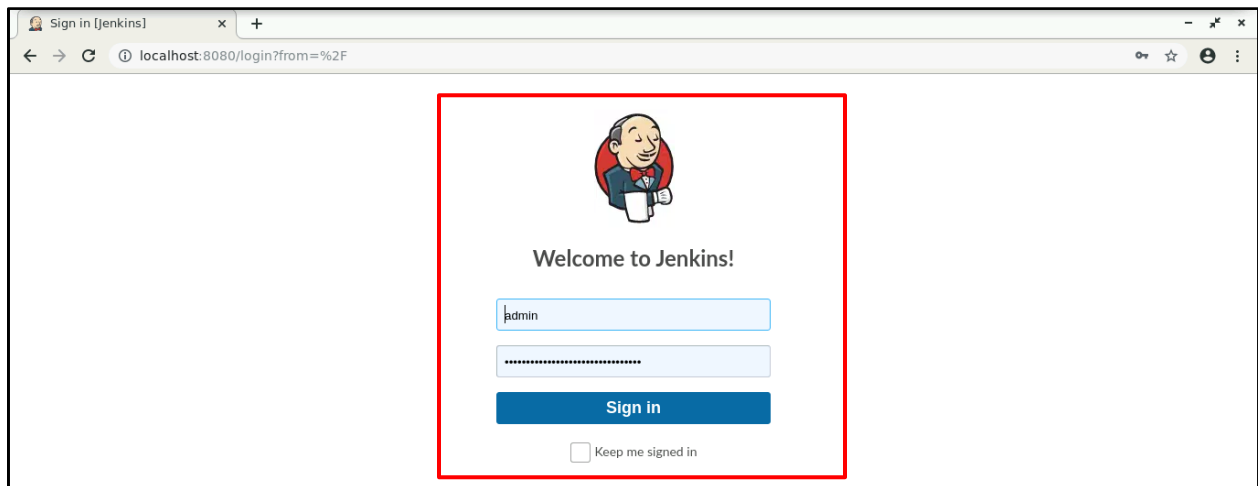 Sign in [Jenkins]
localhost:8080/login?from=%2F
Welcome to Jenkins!
admin
••••••••••••••••••••••••••••••••
Sign in
Keep me signed in